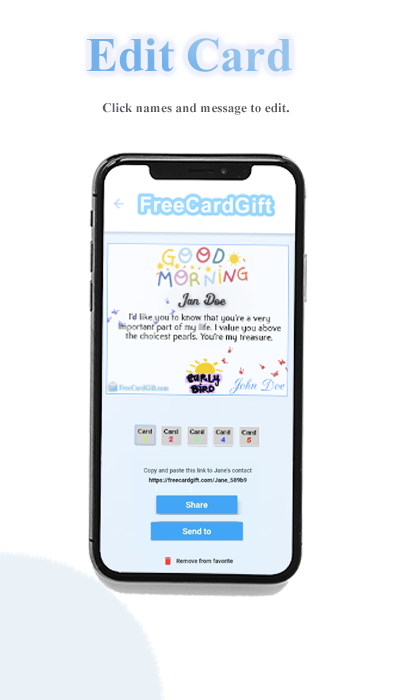 Edit Card
Click names and message to edit.
FreeCardGift
GOOD
MORNING
Jan Doe
I'd like you to know that you're a very
important part of my life. I value you above
the choicest pearls. You're my treasure.
EARLY
BIRD
John Doe
FreeCardGift.com
Card Card Card Card Card
1 2 3 4 5
Copy and paste this link to Jane's contact
https://freecardgift.com/Jane_589b9
Share
Send to
Remove from favorite